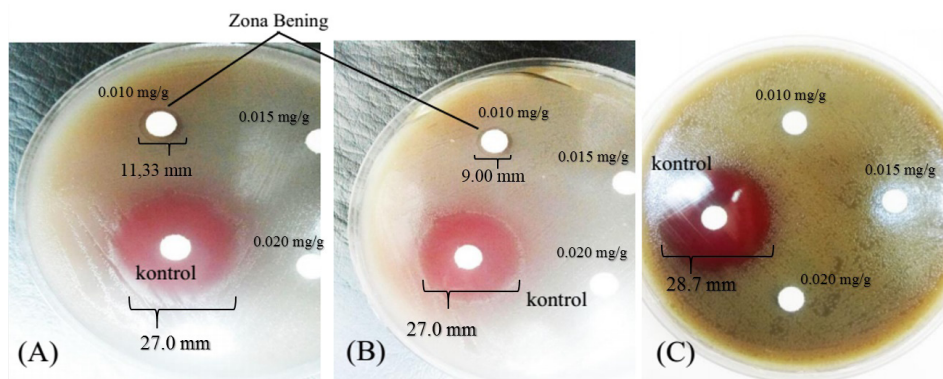 Zona Bening
0.010 mg/g
0.015 mg/g
11,33 mm
0.020 mg/g
kontrol
27.0 mm
(A)
0.010 mg/g
0.015 mg/g
9.00 mm
0.020 mg/g
kontrol
27.0 mm
(B)
0.010 mg/g
kontrol
0.015 mg/g
28.7 mm
0.020 mg/g
(C)